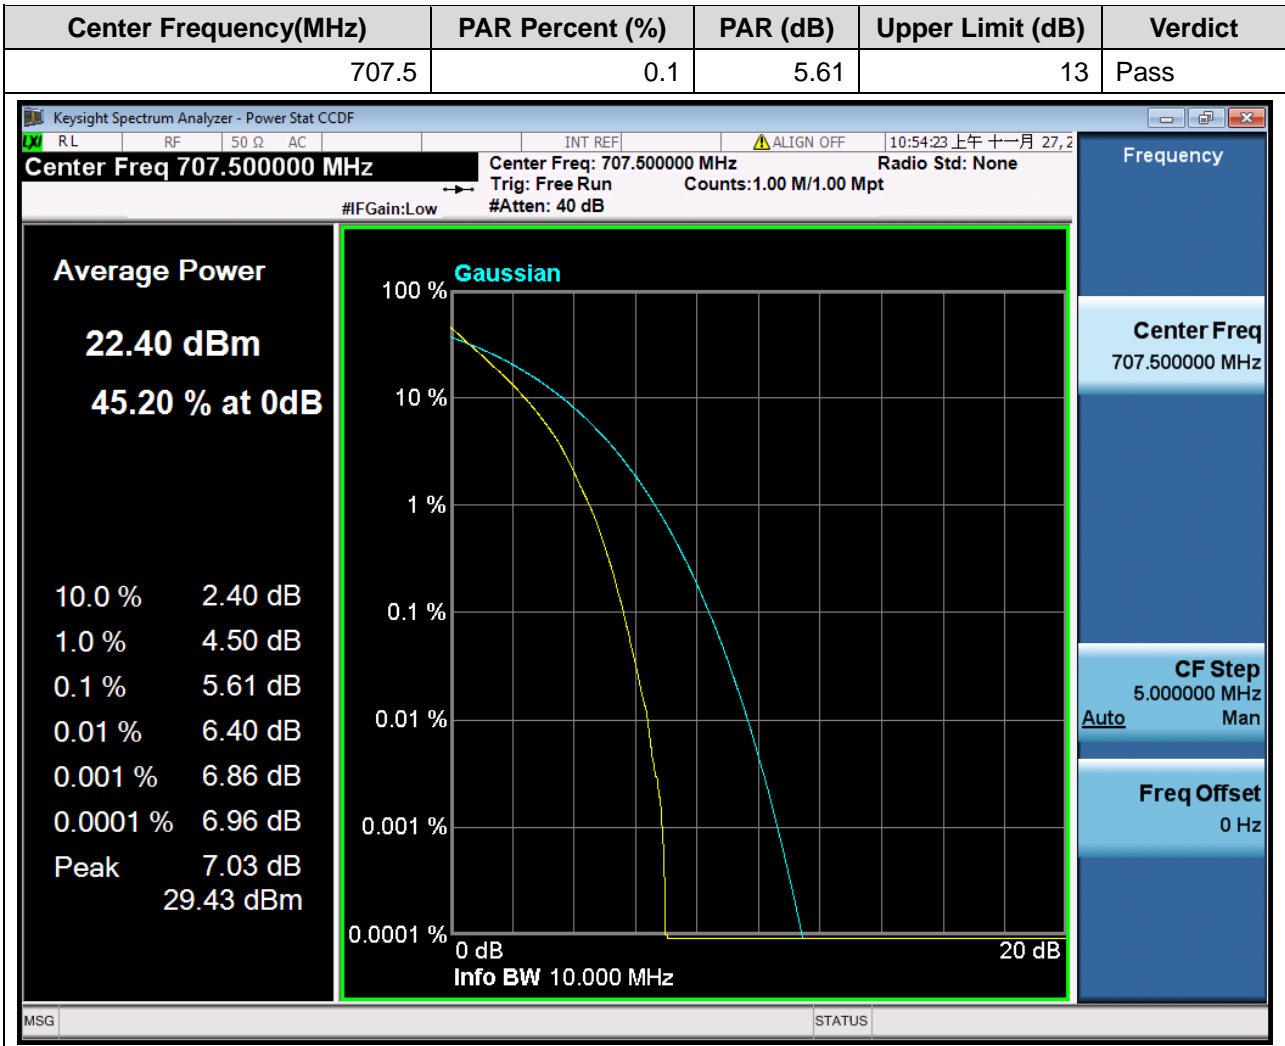 Center Frequency(MHz) PAR Percent (%) PAR (dB) Upper Limit (dB) Verdict
707.5 0.1 5.61 13 Pass
Keysight Spectrum Analyzer - Power Stat CCDF
LXI RL RF 50 Ω AC INT REF ALIGN OFF 10:54:23 上午 十一月 27, 2
Center Freq 707.500000 MHz
Center Freq: 707.500000 MHz Radio Std: None
Trig: Free Run Counts:1.00 M/1.00 Mpt
#IFGain:Low #Atten: 40 dB
Average Power
22.40 dBm
45.20 % at 0dB
10.0 % 2.40 dB
1.0 % 4.50 dB
0.1 % 5.61 dB
0.01 % 6.40 dB
0.001 % 6.86 dB
0.0001 % 6.96 dB
Peak 7.03 dB
29.43 dBm
Gaussian
100 %
10 %
1 %
0.1 %
0.01 %
0.001 %
0.0001 %
0 dB 20 dB
Info BW 10.000 MHz
Frequency
Center Freq
707.500000 MHz
CF Step
5.000000 MHz
Auto Man
Freq Offset
0 Hz
MSG STATUS